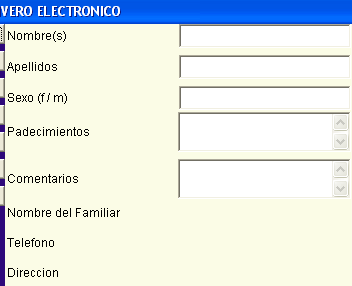 VERO ELECTRONICO
Nombre(s)
Apellidos
Sexo (f / m)
Padecimientos
Comentarios
Nombre del Familiar
Telefono
Direccion